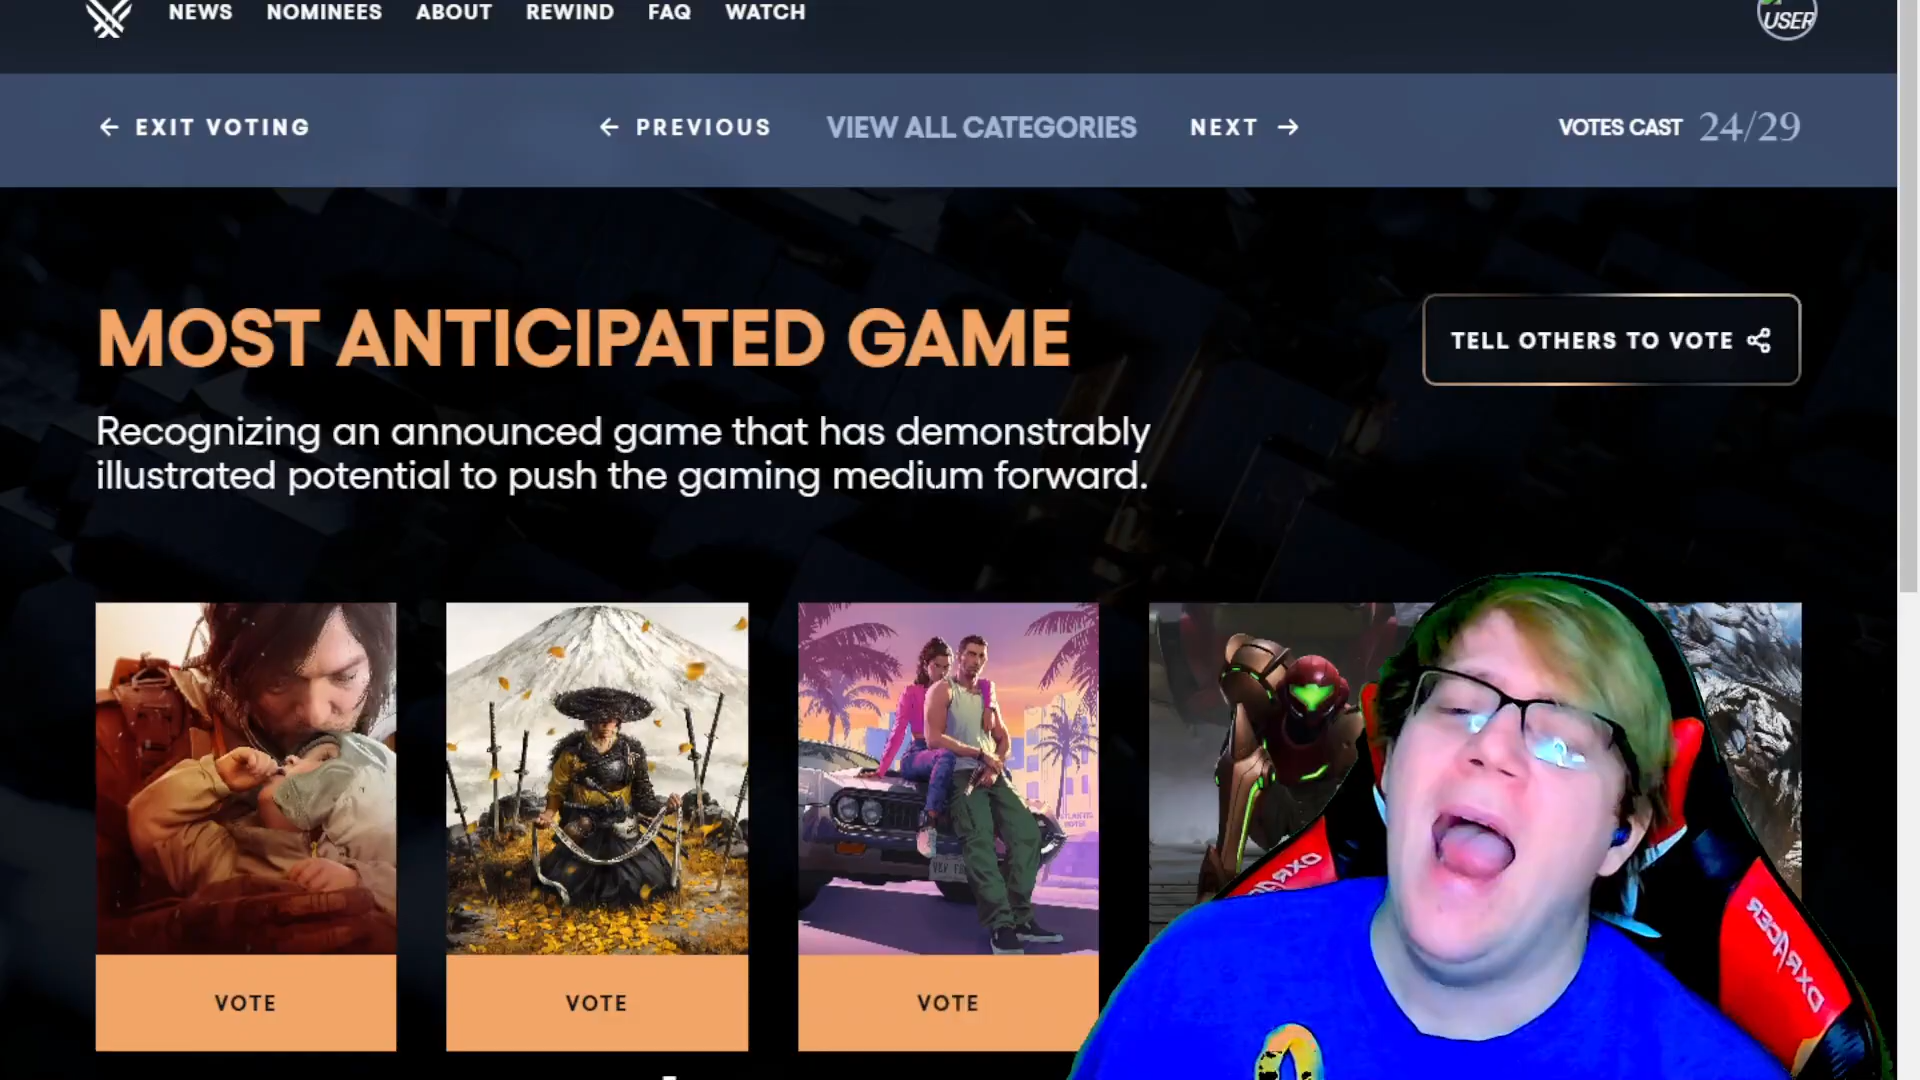 NEWS NOMINEES ABOUT REWIND FAQ WATCH
USER
← EXIT VOTING
← PREVIOUS
VIEW ALL CATEGORIES
NEXT →
VOTES CAST 24/29
MOST ANTICIPATED GAME
TELL OTHERS TO VOTE
Recognizing an announced game that has demonstrably
illustrated potential to push the gaming medium forward.
VOTE
VOTE
VOTE
DXRACER